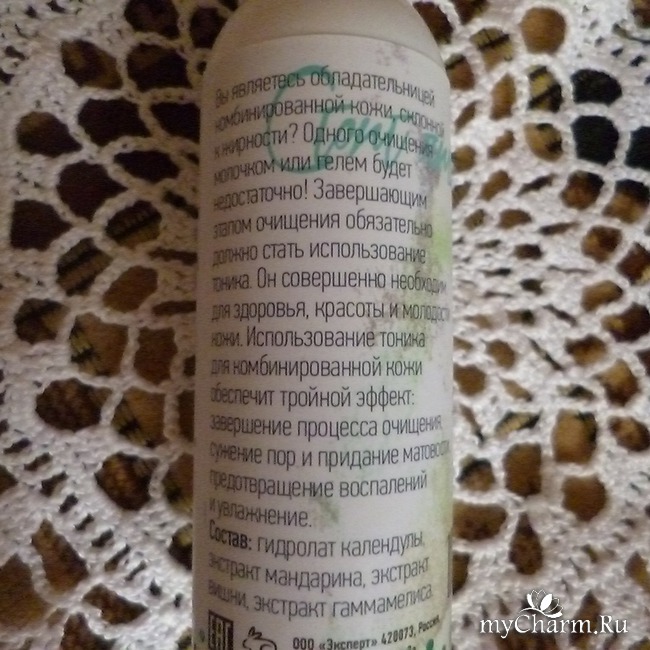 Вы являетесь обладательницей
комбинированной кожи, склонной
к жирности? Одного очищения
молочком или гелем будет
недостаточно! Завершающим
этапом очищения обязательно
должно стать использование
тоника. Он совершенно необходим
для здоровья, красоты и молодости
кожи. Использование тоника
для комбинированной кожи
обеспечит тройной эффект:
завершение процесса очищения,
сужение пор и придание матовости,
предотвращение воспалений
и увлажнение.
Состав: гидролат календулы,
экстракт мандарина, экстракт
вишни, экстракт гаммамелиса.
EAC
ООО «Эксперт» 420073, Россия,
myCharm.Ru